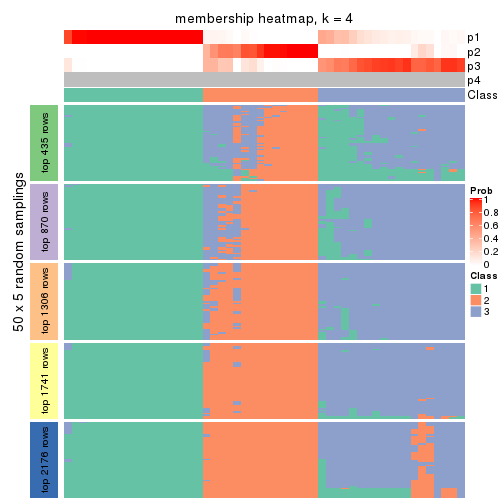 membership heatmap, k = 4
p1
p2
p3
p4
Class
50 x 5 random samplings
top 435 rows
top 870 rows
top 1306 rows
top 1741 rows
top 2176 rows
Prob
1
0.8
0.6
0.4
0.2
0
Class
1
2
3